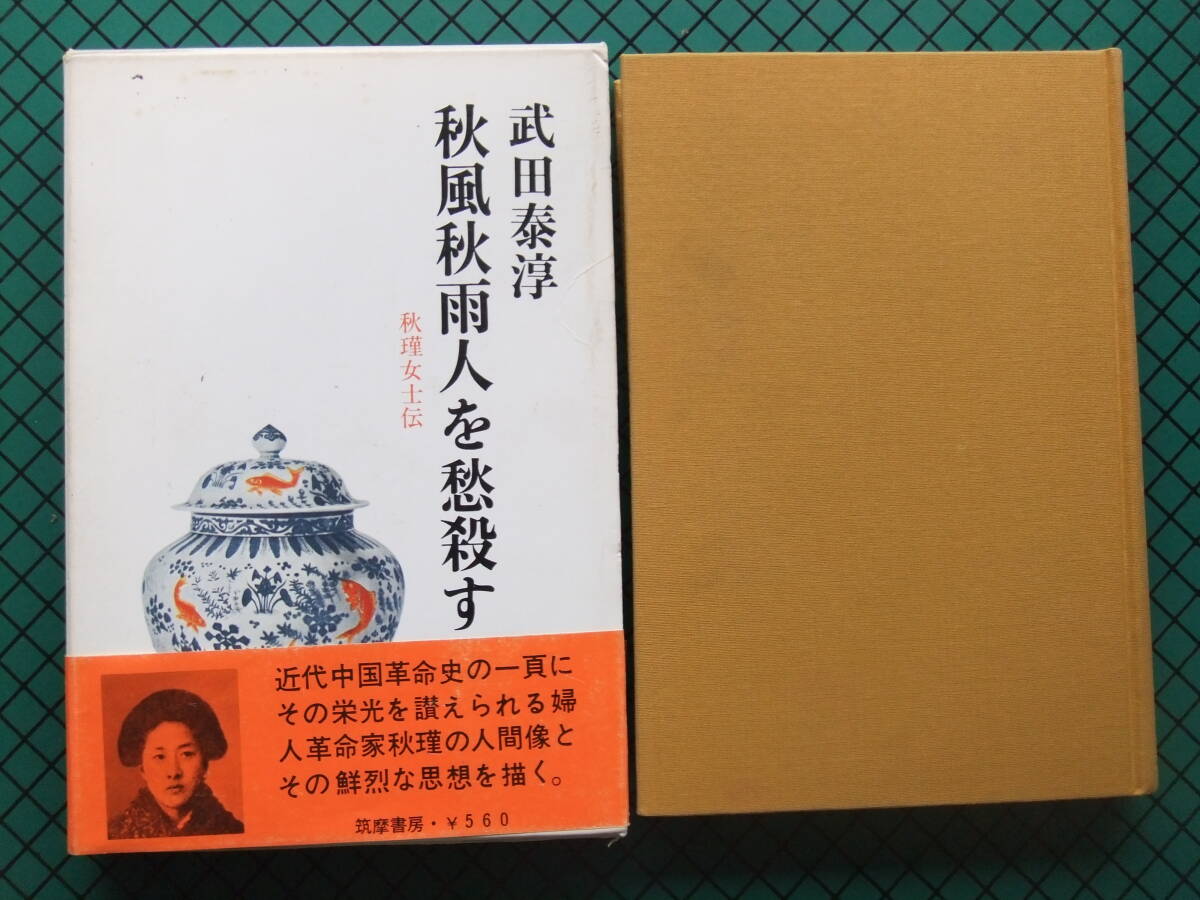 武田泰淳
秋風秋雨人を愁殺す
秋瑾女士伝
近代中国革命史の一頁に
その栄光を讃えられる婦
人革命家秋瑾の人間像と
その鮮烈な思想を描く。
筑摩書房・￥560